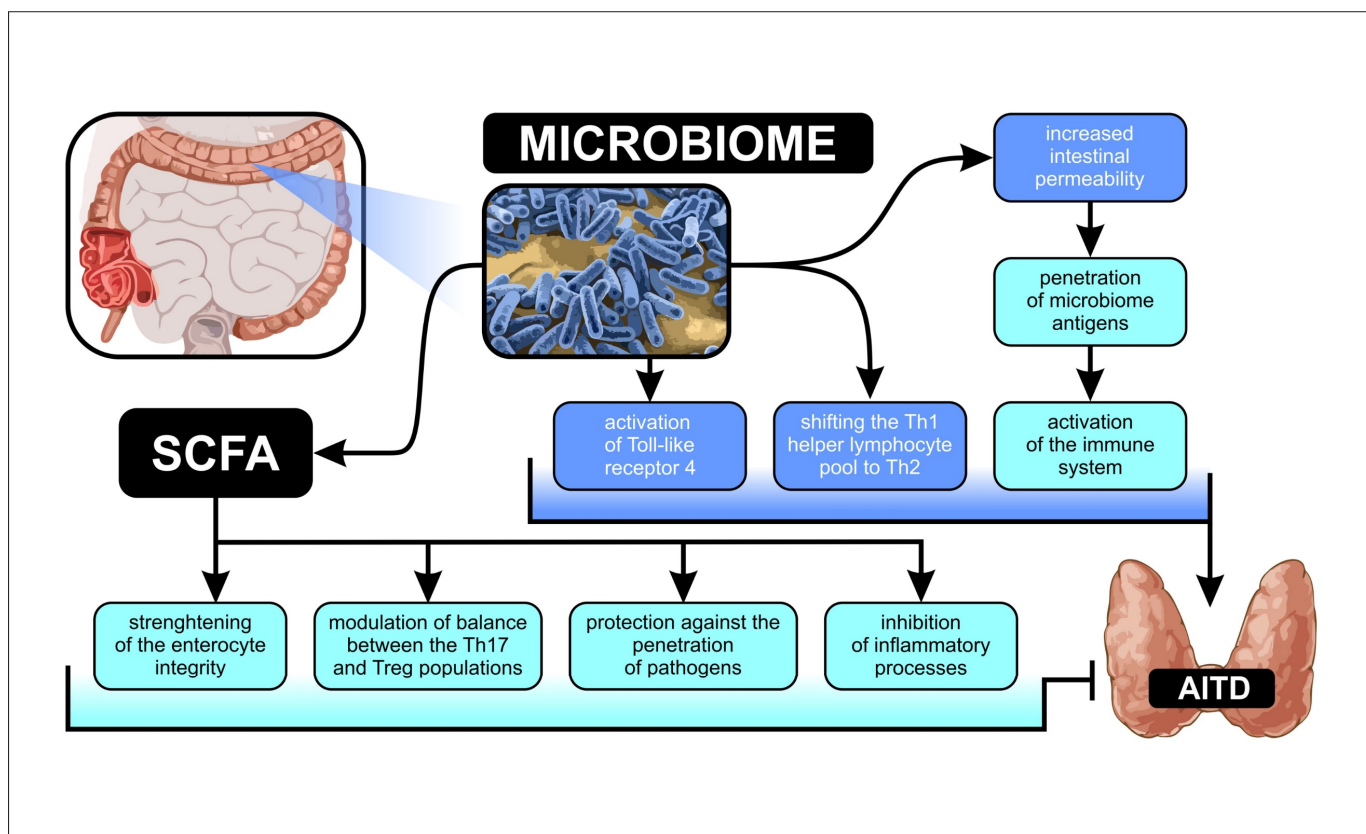 MICROBIOME
increased
intestinal
permeability
penetration
of microbiome
antigens
activation
of Toll-like
receptor 4
shifting the Th1
helper lymphocyte
pool to Th2
activation
of the immune
system
SCFA
strenghtening
of the enterocyte
integrity
modulation of balance
between the Th17
and Treg populations
protection against the
penetration
of pathogens
inhibition
of inflammatory
processes
AITD